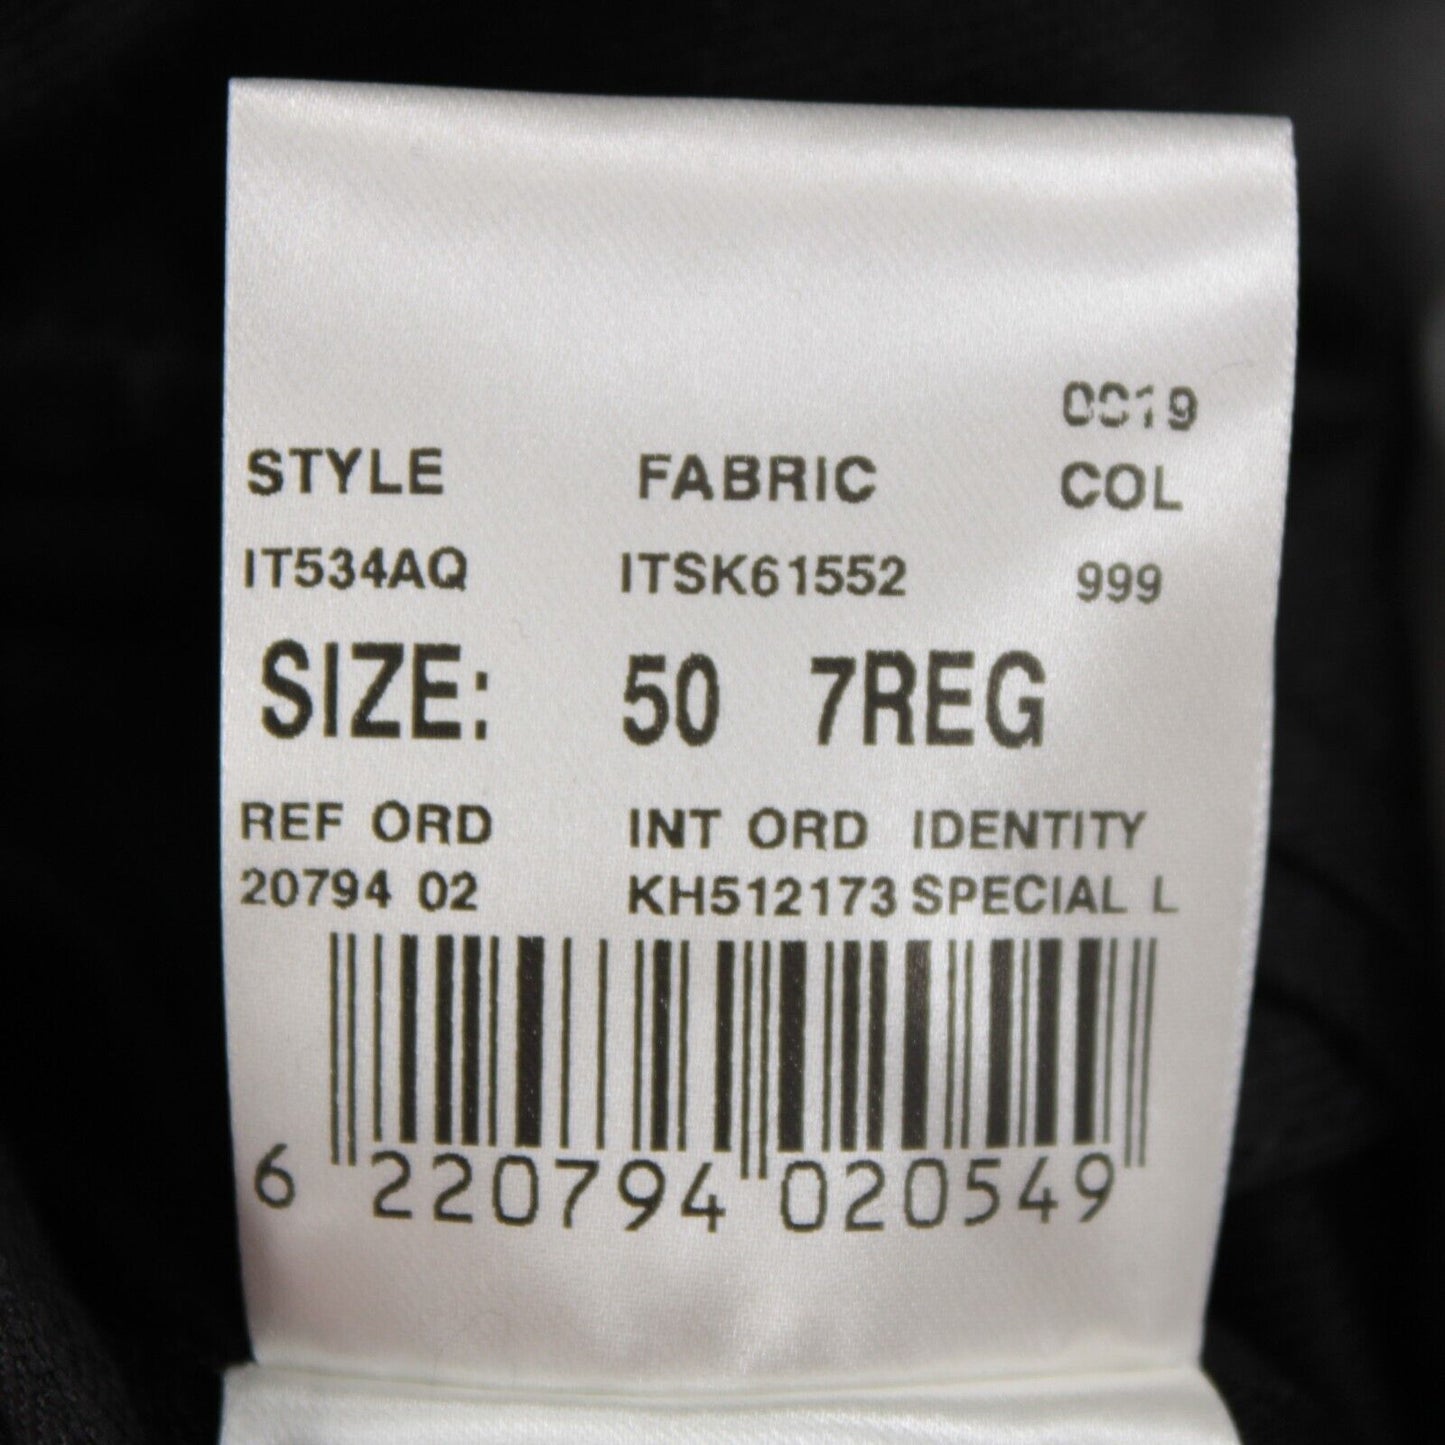 0019
STYLE FABRIC COL
IT534AQ ITSK61552 999
SIZE: 50 7REG
REF ORD INT ORD IDENTITY
20794 02 KH512173 SPECIAL L
6 220794 020549